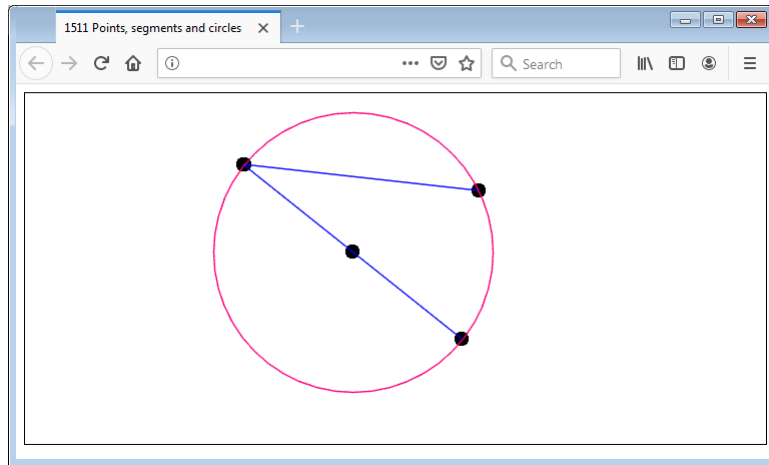 1511 Points, segments and circles
Search